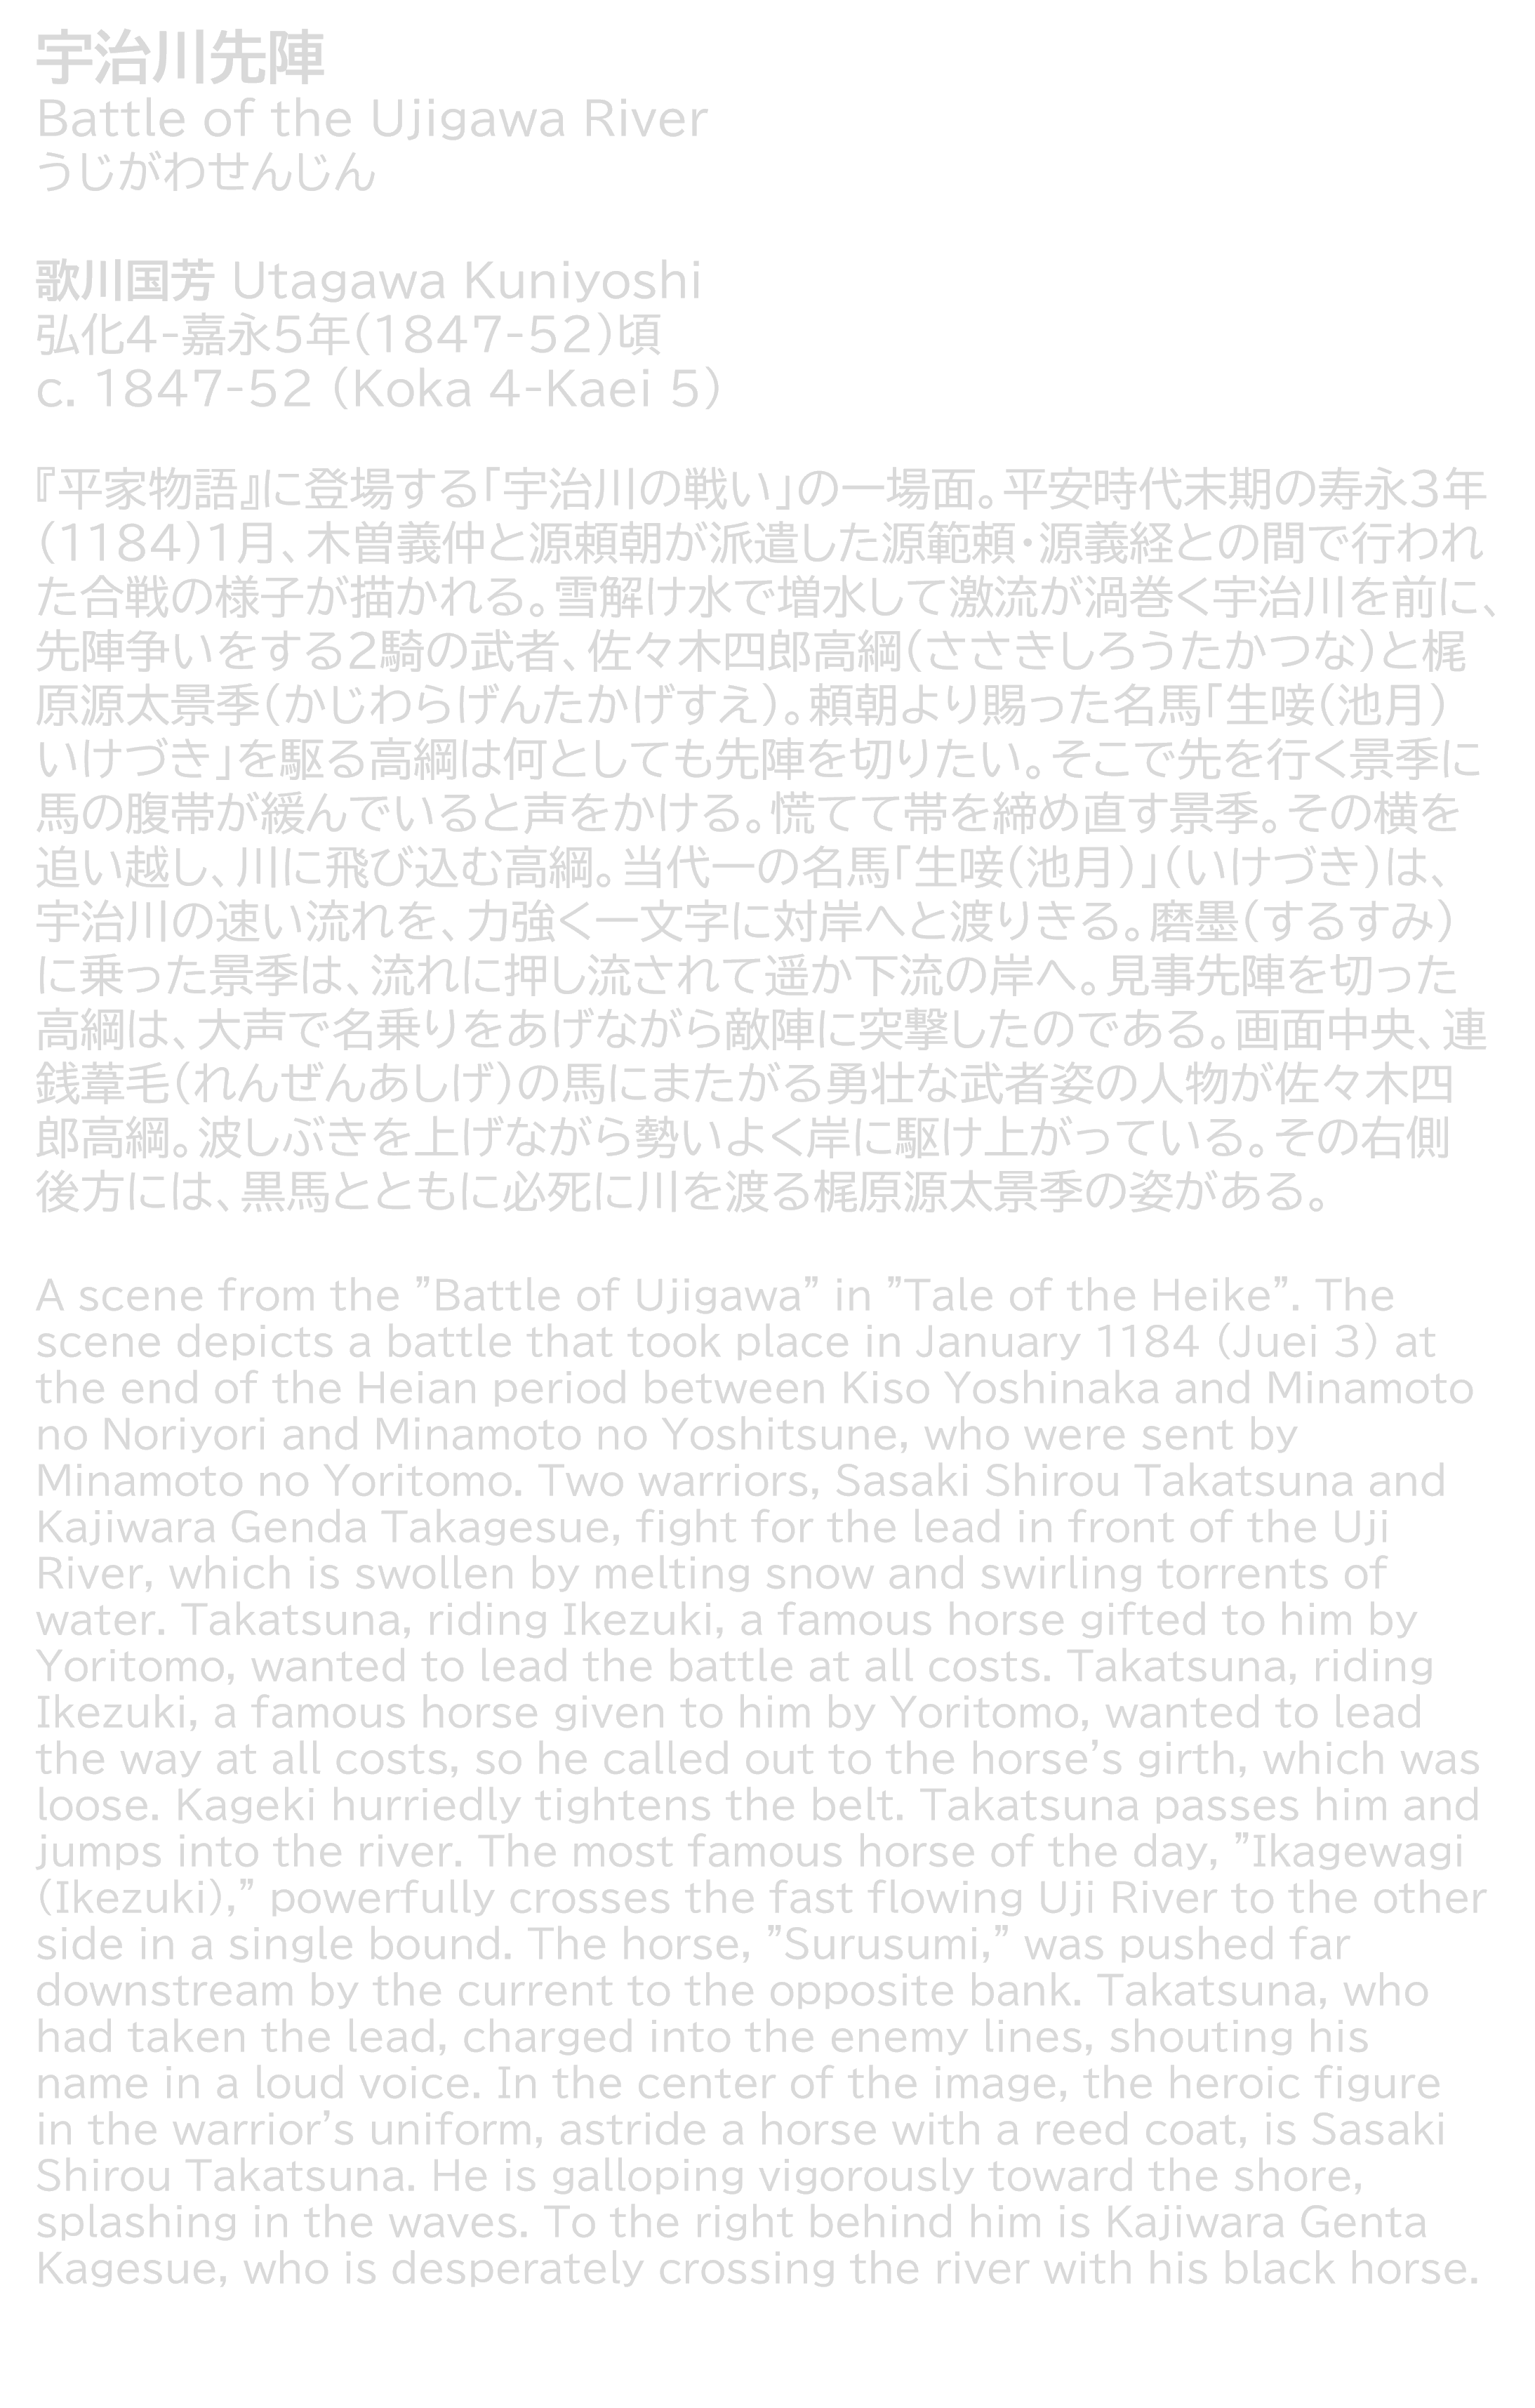 宇治川先陣
Battle of the Ujigawa River
うじがわせんじん
歌川国芳 Utagawa Kuniyoshi
弘化4-嘉永5年(1847-52)頃
c. 1847-52 (Koka 4-Kaei 5)
『平家物語』に登場する「宇治川の戦い」の一場面。平安時代末期の寿永3年
(1184)1月、木曽義仲と源頼朝が派遣した源範頼・源義経との間で行われ
た合戦の様子が描かれる。雪解け水で増水して激流が渦巻く宇治川を前に、
先陣争いをする2騎の武者、佐々木四郎高綱(ささきしろうたかつな)と梶
原源太景季(かじわらげんたかげすえ)。頼朝より賜った名馬「生唼(池月)
いけづき」を駆る高綱は何としても先陣を切りたい。そこで先を行く景季に
馬の腹帯が緩んでいると声をかける。慌てて帯を締め直す景季。その横を
追い越し、川に飛び込む高綱。当代一の名馬「生唼(池月)」(いけづき)は、
宇治川の速い流れを、力強く一文字に対岸へと渡りきる。磨墨(するすみ)
に乗った景季は、流れに押し流されて遥か下流の岸へ。見事先陣を切った
高綱は、大声で名乗りをあげながら敵陣に突撃したのである。画面中央、連
銭葦毛(れんぜんあしげ)の馬にまたがる勇壮な武者姿の人物が佐々木四
郎高綱。波しぶきを上げながら勢いよく岸に駆け上がっている。その右側
後方には、黒馬とともに必死に川を渡る梶原源太景季の姿がある。
A scene from the ”Battle of Ujigawa” in ”Tale of the Heike”. The
scene depicts a battle that took place in January 1184 (Juei 3) at
the end of the Heian period between Kiso Yoshinaka and Minamoto
no Noriyori and Minamoto no Yoshitsune, who were sent by
Minamoto no Yoritomo. Two warriors, Sasaki Shirou Takatsuna and
Kajiwara Genda Takagesue, fight for the lead in front of the Uji
River, which is swollen by melting snow and swirling torrents of
water. Takatsuna, riding Ikezuki, a famous horse gifted to him by
Yoritomo, wanted to lead the battle at all costs. Takatsuna, riding
Ikezuki, a famous horse given to him by Yoritomo, wanted to lead
the way at all costs, so he called out to the horse’s girth, which was
loose. Kageki hurriedly tightens the belt. Takatsuna passes him and
jumps into the river. The most famous horse of the day, ”Ikagewagi
(Ikezuki),” powerfully crosses the fast flowing Uji River to the other
side in a single bound. The horse, ”Surusumi,” was pushed far
downstream by the current to the opposite bank. Takatsuna, who
had taken the lead, charged into the enemy lines, shouting his
name in a loud voice. In the center of the image, the heroic figure
in the warrior’s uniform, astride a horse with a reed coat, is Sasaki
Shirou Takatsuna. He is galloping vigorously toward the shore,
splashing in the waves. To the right behind him is Kajiwara Genta
Kagesue, who is desperately crossing the river with his black horse.